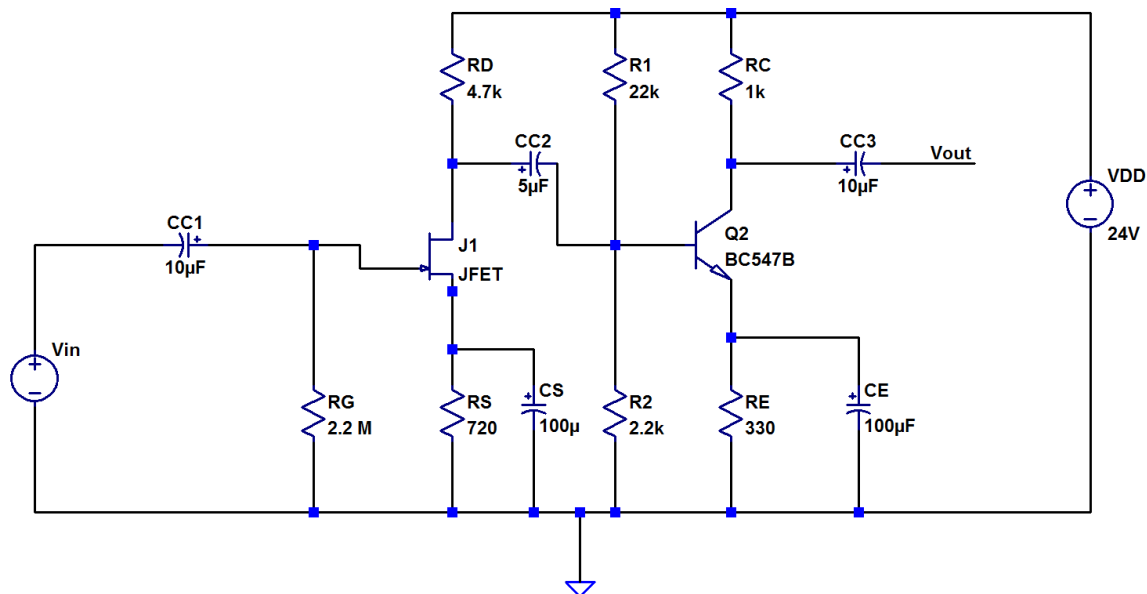 RD
4.7k
R1
22k
RC
1k
CC2
5µF
CC3
10µF
Vout
VDD
24V
CC1
10µF
J1
JFET
Q2
BC547B
Vin
RG
2.2 M
RS
720
CS
100µ
R2
2.2k
RE
330
CE
100µF